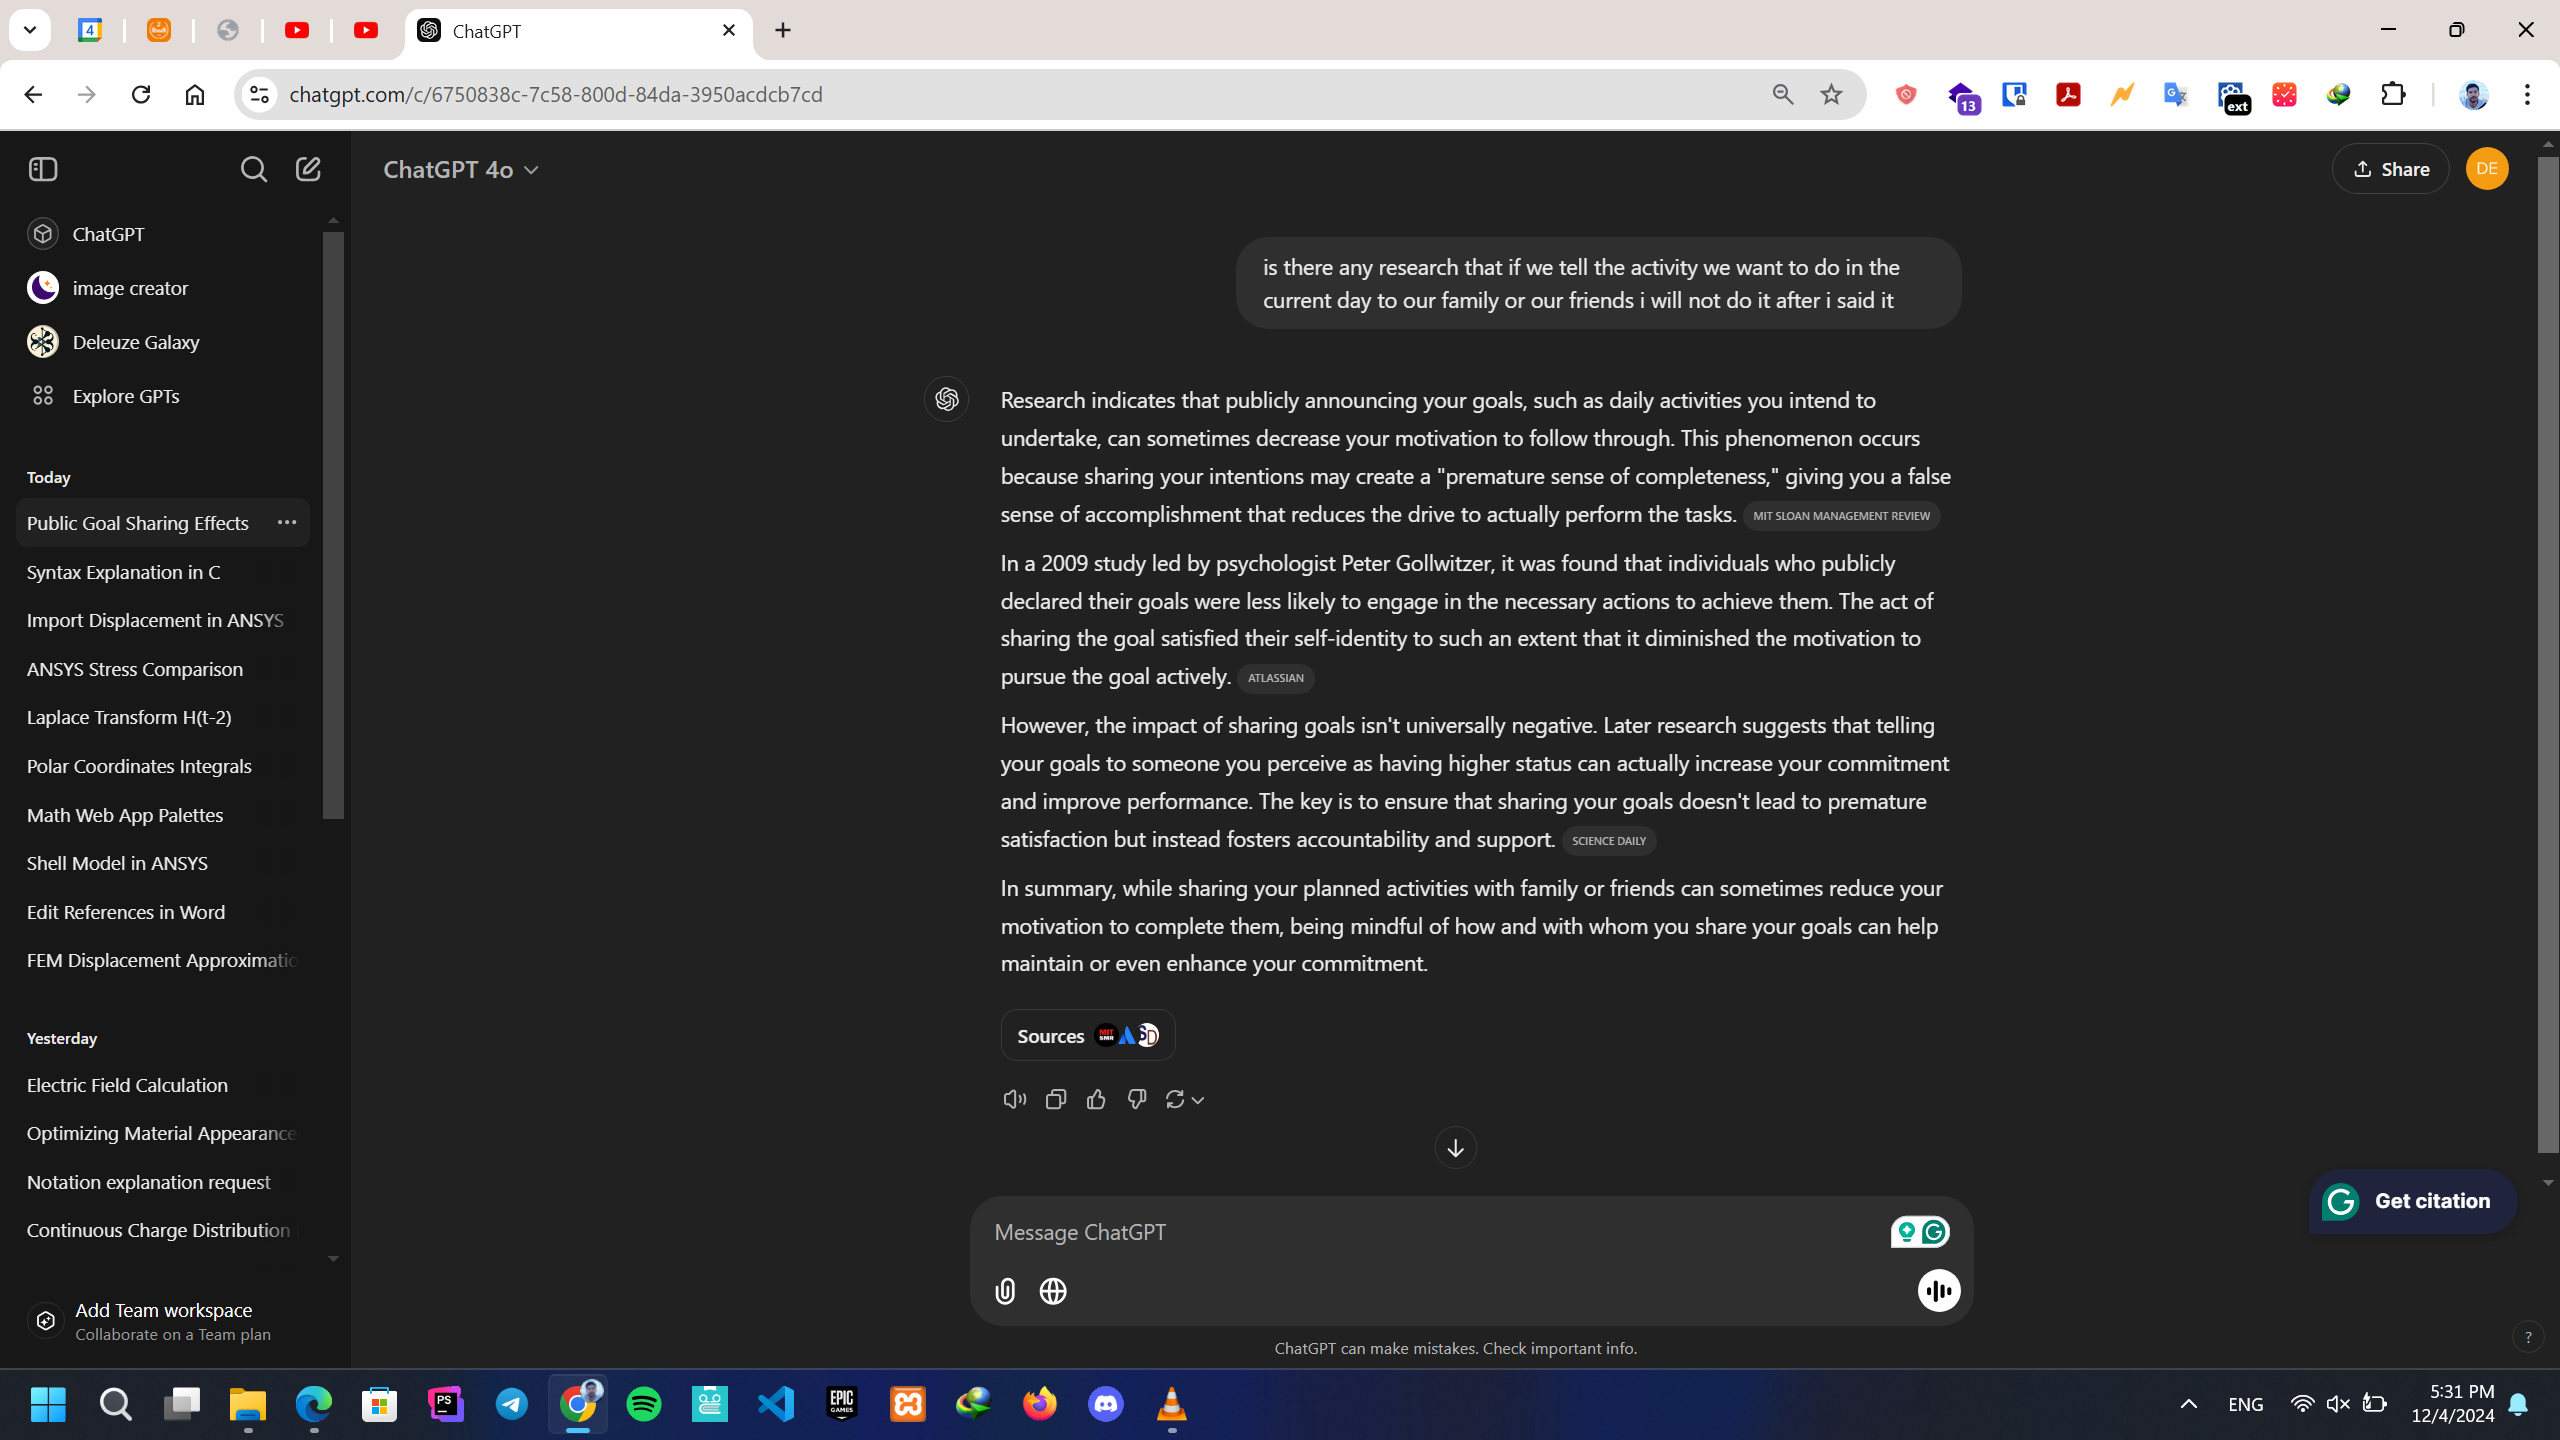 4
ChatGPT
chatgpt.com/c/6750838c-7c58-800d-84da-3950acdcb7cd
13
ext
ChatGPT 4o
Share
DE
ChatGPT
image creator
Deleuze Galaxy
Explore GPTs
Today
Public Goal Sharing Effects
Syntax Explanation in C
Import Displacement in ANSYS
ANSYS Stress Comparison
Laplace Transform H(t-2)
Polar Coordinates Integrals
Math Web App Palettes
Shell Model in ANSYS
Edit References in Word
FEM Displacement Approximatio
Yesterday
Electric Field Calculation
Optimizing Material Appearance
Notation explanation request
Continuous Charge Distribution
Add Team workspace
Collaborate on a Team plan
is there any research that if we tell the activity we want to do in the
current day to our family or our friends i will not do it after i said it
Research indicates that publicly announcing your goals, such as daily activities you intend to
undertake, can sometimes decrease your motivation to follow through. This phenomenon occurs
because sharing your intentions may create a "premature sense of completeness," giving you a false
sense of accomplishment that reduces the drive to actually perform the tasks. MIT SLOAN MANAGEMENT REVIEW
In a 2009 study led by psychologist Peter Gollwitzer, it was found that individuals who publicly
declared their goals were less likely to engage in the necessary actions to achieve them. The act of
sharing the goal satisfied their self-identity to such an extent that it diminished the motivation to
pursue the goal actively. ATLASSIAN
However, the impact of sharing goals isn't universally negative. Later research suggests that telling
your goals to someone you perceive as having higher status can actually increase your commitment
and improve performance. The key is to ensure that sharing your goals doesn't lead to premature
satisfaction but instead fosters accountability and support. SCIENCE DAILY
In summary, while sharing your planned activities with family or friends can sometimes reduce your
motivation to complete them, being mindful of how and with whom you share your goals can help
maintain or even enhance your commitment.
Sources MIT SMR SD
Get citation
Message ChatGPT
ChatGPT can make mistakes. Check important info.
?
PS
EPIC GAMES
ENG
5:31 PM
12/4/2024